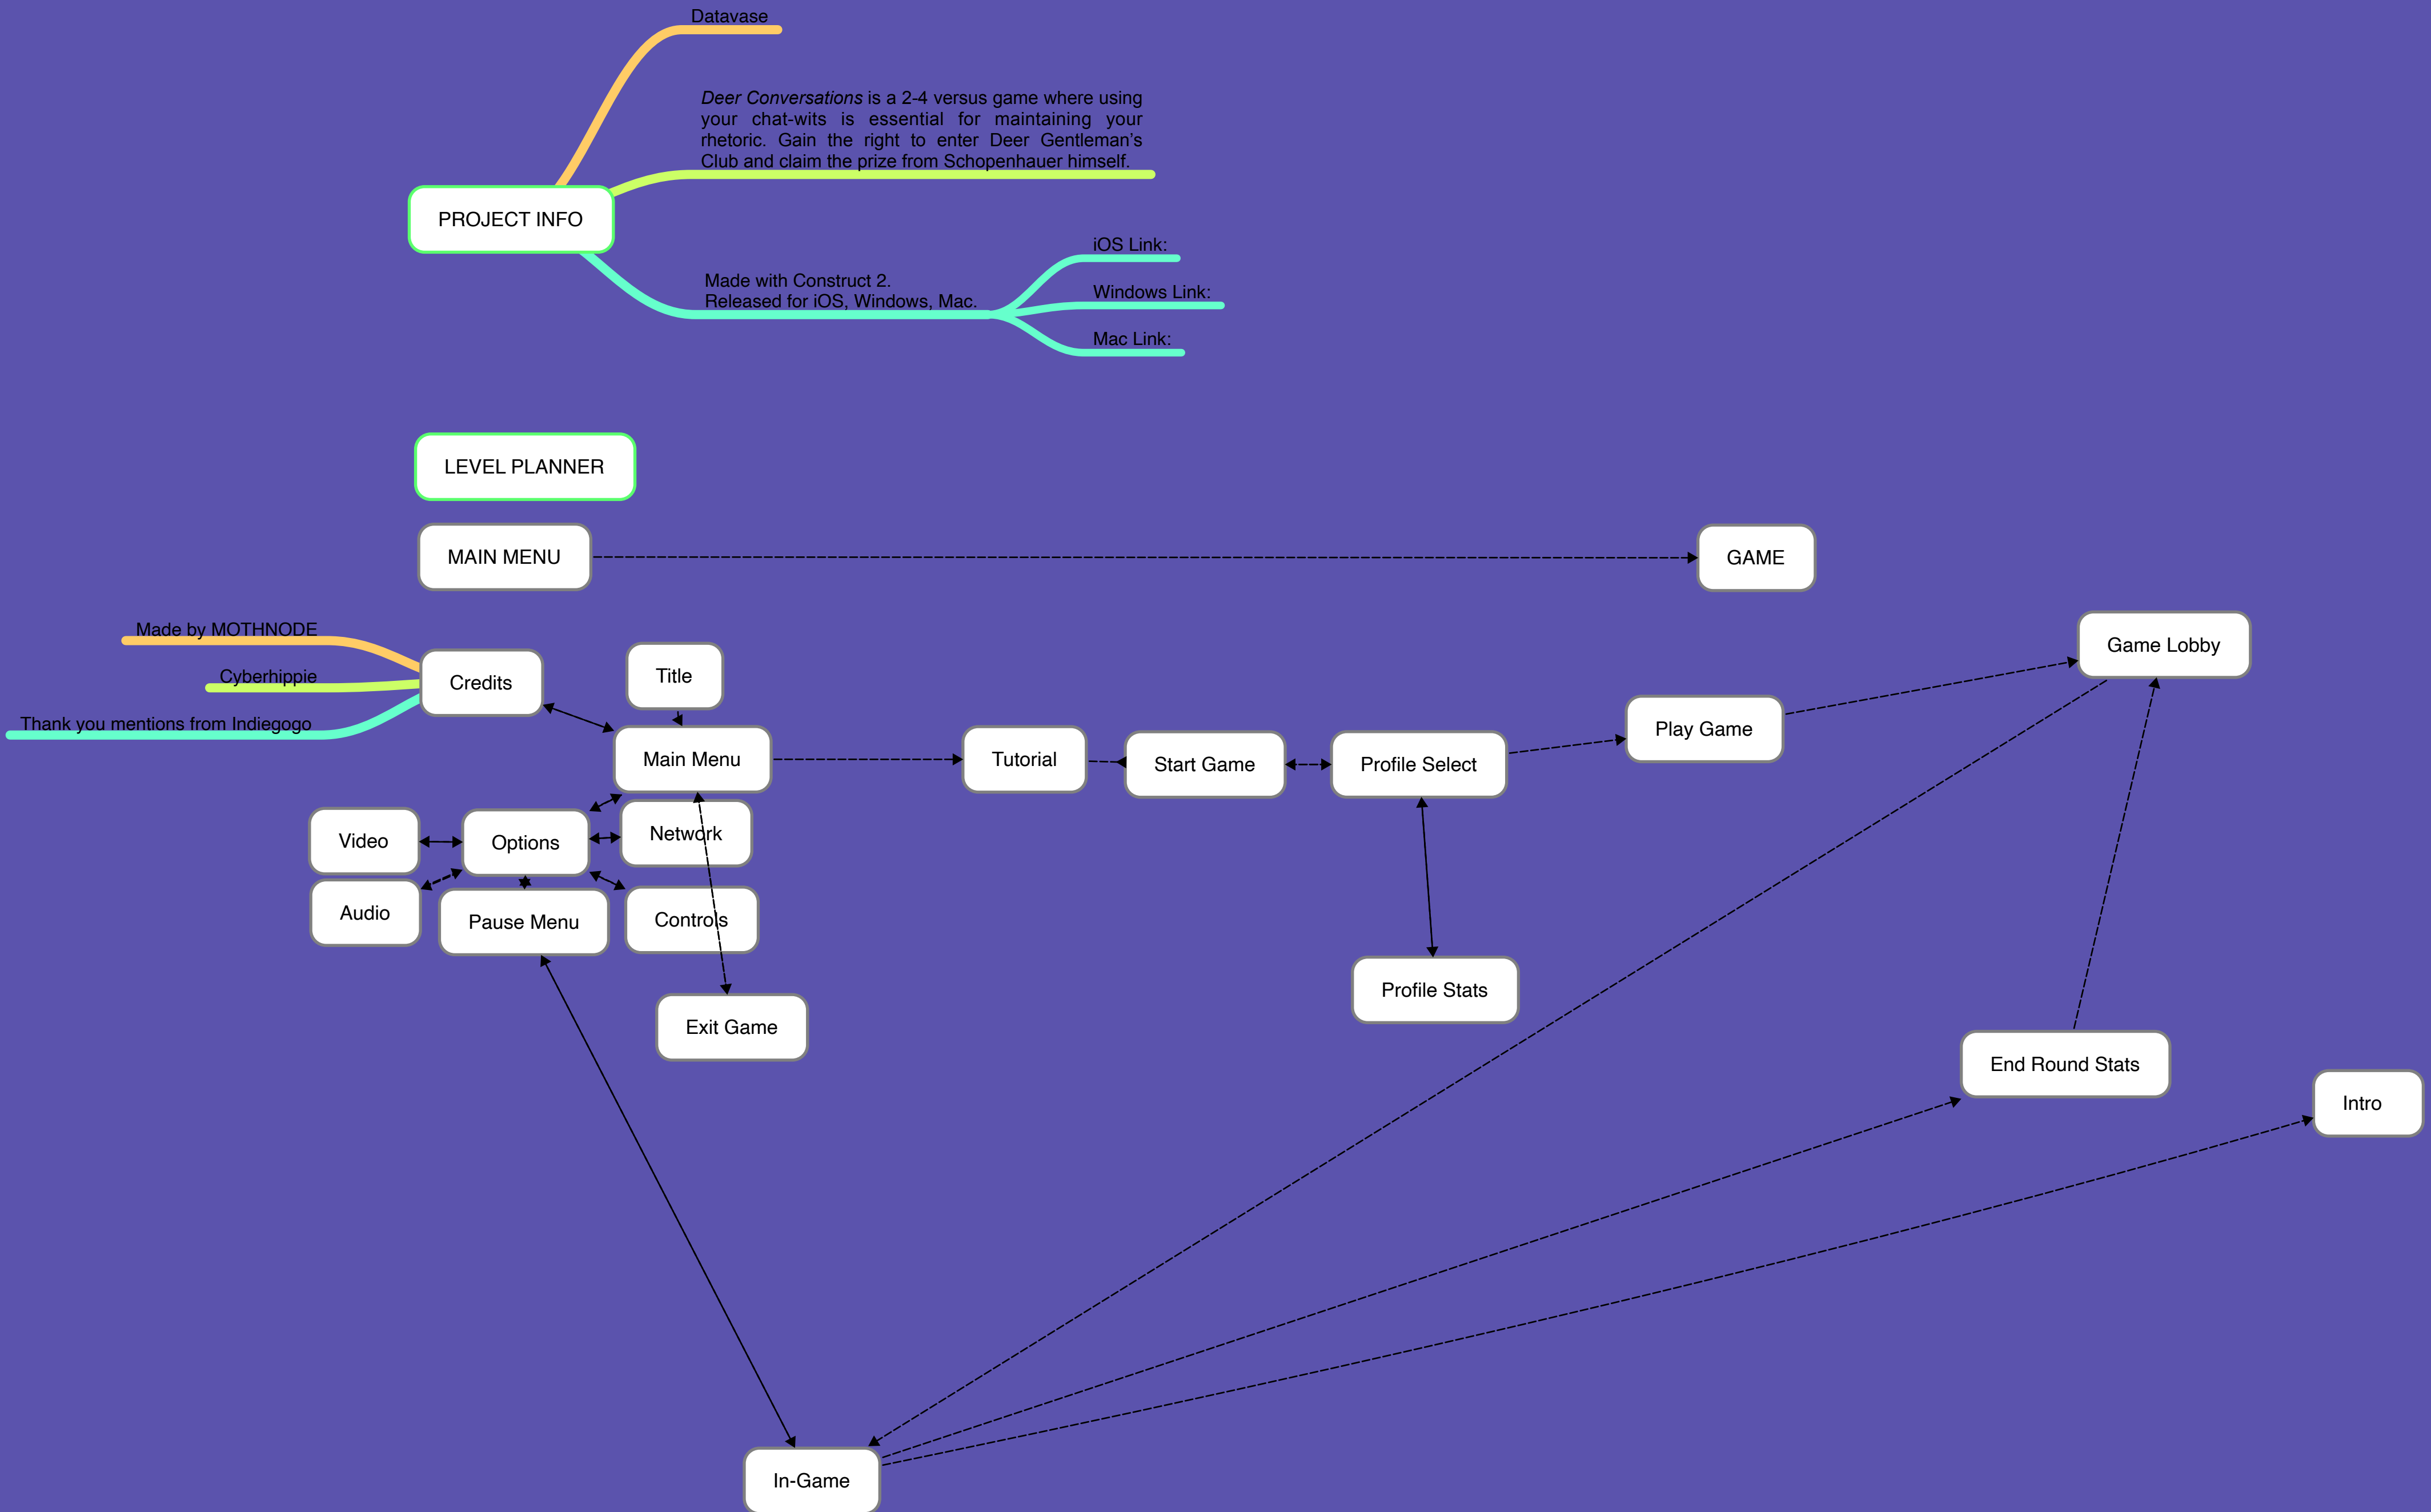 Datavase
Deer Conversations is a 2-4 versus game where using
your chat-wits is essential for maintaining your
rhetoric. Gain the right to enter Deer Gentleman’s
Club and claim the prize from Schopenhauer himself.
PROJECT INFO
iOS Link:
Made with Construct 2.
Released for iOS, Windows, Mac.
Windows Link:
Mac Link:
LEVEL PLANNER
MAIN MENU
GAME
Made by MOTHNODE
Cyberhippie
Thank you mentions from Indiegogo
Credits
Title
Game Lobby
Main Menu
Tutorial
Start Game
Profile Select
Play Game
Video
Options
Network
Audio
Pause Menu
Controls
Exit Game
Profile Stats
End Round Stats
Intro
In-Game